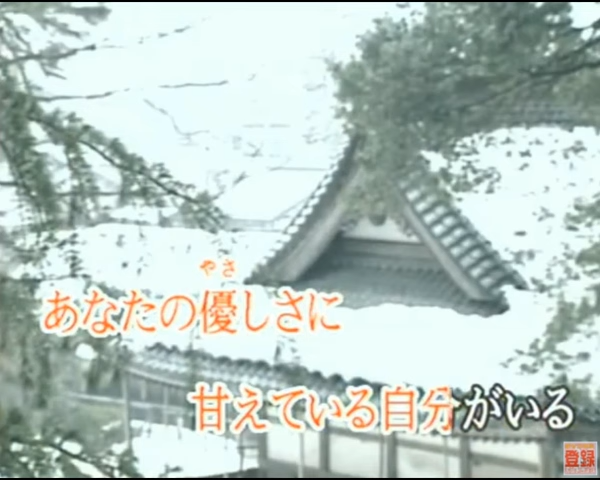 やさ
あなたの優しさに
甘えている自分がいる
登録